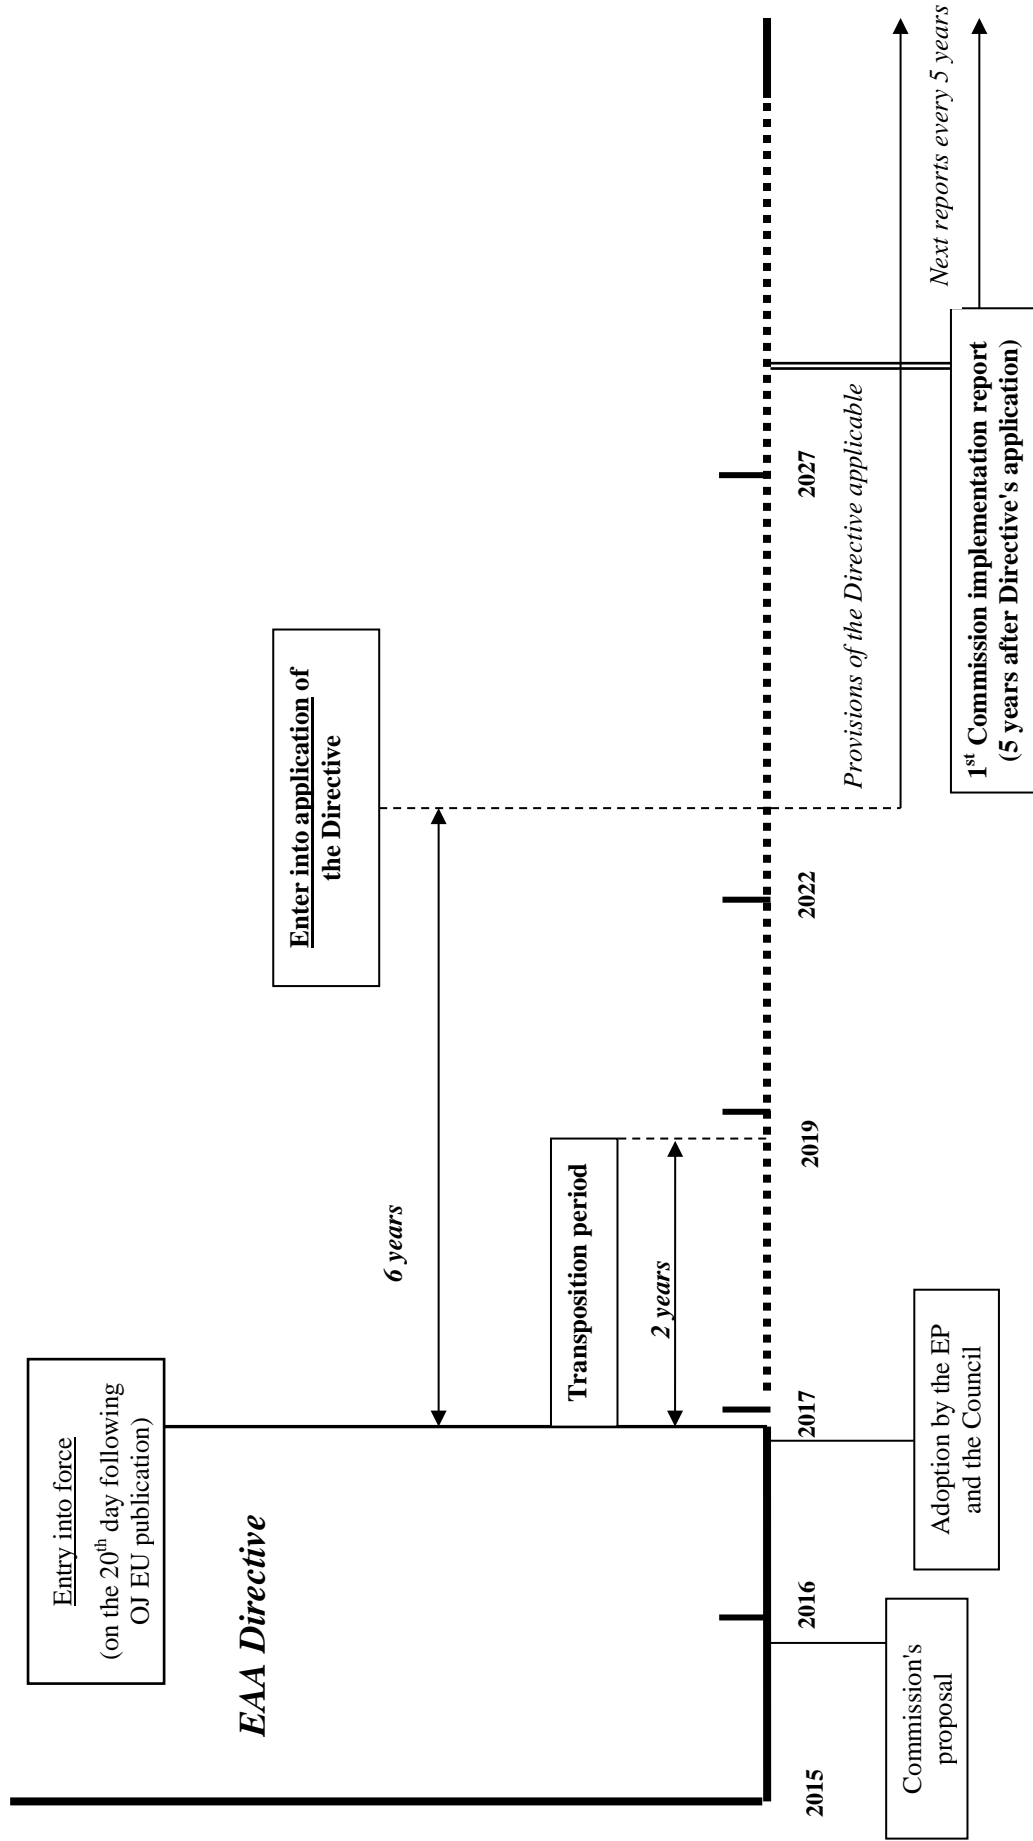 Entry into force
(on the 20th day following
OJ EU publication)
EAA Directive
Enter into application of
the Directive
6 years
Transposition period
2 years
2015
2016
2017
2019
2022
2027
Commission's
proposal
Adoption by the EP
and the Council
Provisions of the Directive applicable
Next reports every 5 years
1st Commission implementation report
(5 years after Directive's application)